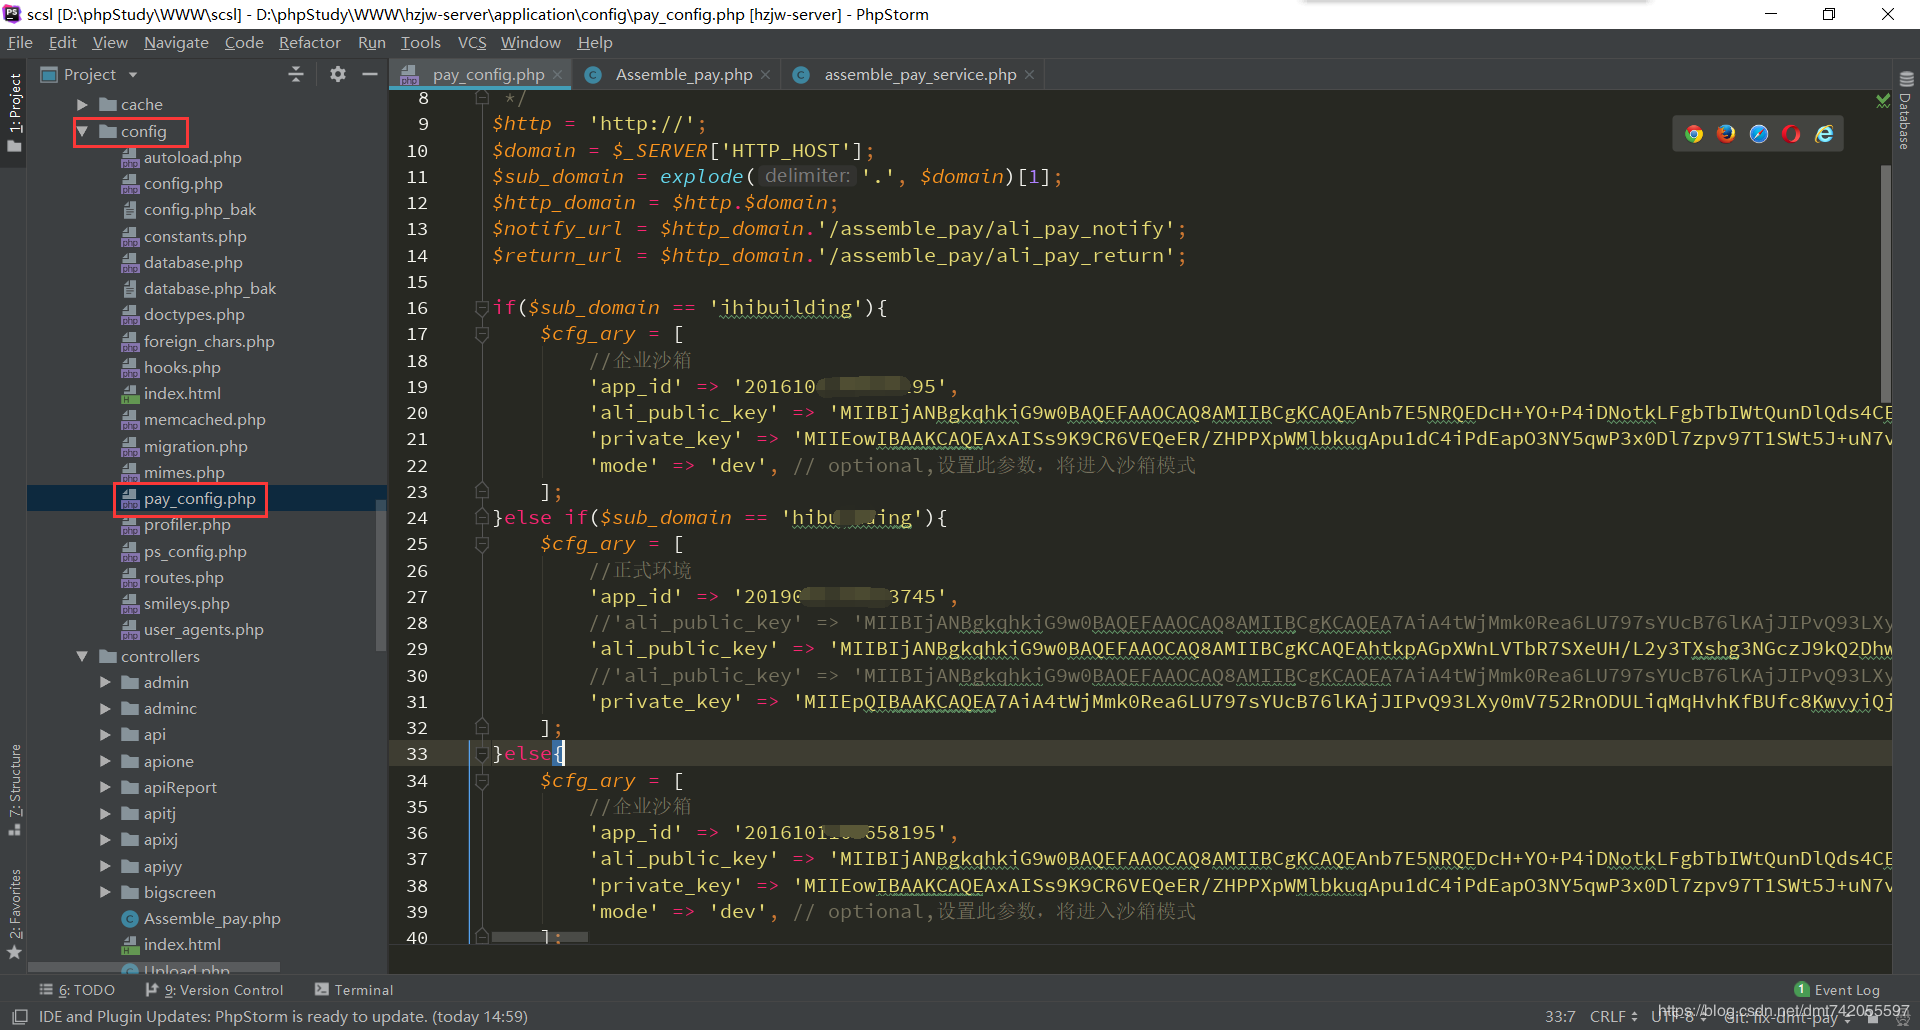 scsl [D:\phpStudy\WWW\scsl] - D:\phpStudy\WWW\hzjw-server\application\config\pay_config.php [hzjw-server] - PhpStorm
File Edit View Navigate Code Refactor Run Tools VCS Window Help
Project
pay_config.php
Assemble_pay.php
assemble_pay_service.php
1: Project
7: Structure
2: Favorites
Database
cache
config
autoload.php
config.php
config.php_bak
constants.php
database.php
database.php_bak
doctypes.php
foreign_chars.php
hooks.php
index.html
memcached.php
migration.php
mimes.php
pay_config.php
profiler.php
ps_config.php
routes.php
smileys.php
user_agents.php
controllers
admin
adminc
api
apione
apiReport
apitj
apixj
apiyy
bigscreen
Assemble_pay.php
index.html
Upload.php
8 */
9 $http = 'http://';
10 $domain = $_SERVER['HTTP_HOST'];
11 $sub_domain = explode( delimiter: '.', $domain)[1];
12 $http_domain = $http.$domain;
13 $notify_url = $http_domain.'/assemble_pay/ali_pay_notify';
14 $return_url = $http_domain.'/assemble_pay/ali_pay_return';
15
16 if($sub_domain == 'ihibuilding'){
17 $cfg_ary = [
18 //企业沙箱
19 'app_id' => '201610 195',
20 'ali_public_key' => 'MIIBIjANBgkqhkiG9w0BAQEFAAOCAQ8AMIIBCgKCAQEAnb7E5NRQEDcH+YO+P4iDNotkLFgbTbIWtQunDlQds4CE
21 'private_key' => 'MIIEowIBAAKCAQEAxAISs9K9CR6VEQeER/ZHPPXpWMlbkuqApu1dC4iPdEapO3NY5qwP3x0Dl7zpv97T1SWt5J+uN7v
22 'mode' => 'dev', // optional,设置此参数，将进入沙箱模式
23 ];
24 }else if($sub_domain == 'hibu ding'){
25 $cfg_ary = [
26 //正式环境
27 'app_id' => '20190 3745',
28 //'ali_public_key' => 'MIIBIjANBgkqhkiG9w0BAQEFAAOCAQ8AMIIBCgKCAQEA7AiA4tWjMmk0Rea6LU797sYUcB76lKAjJIPvQ93LXy
29 'ali_public_key' => 'MIIBIjANBgkqhkiG9w0BAQEFAAOCAQ8AMIIBCgKCAQEAhtkpAGpXWnLVTbR7SXeUH/L2y3TXshg3NGczJ9kQ2Dhw
30 //'ali_public_key' => 'MIIBIjANBgkqhkiG9w0BAQEFAAOCAQ8AMIIBCgKCAQEA7AiA4tWjMmk0Rea6LU797sYUcB76lKAjJIPvQ93LXy
31 'private_key' => 'MIIEpQIBAAKCAQEA7AiA4tWjMmk0Rea6LU797sYUcB76lKAjJIPvQ93LXy0mV752RnODULiqMqHvhKfBUfc8KwvyjQj
32 ];
33 }else{
34 $cfg_ary = [
35 //企业沙箱
36 'app_id' => '201610 658195',
37 'ali_public_key' => 'MIIBIjANBgkqhkiG9w0BAQEFAAOCAQ8AMIIBCgKCAQEAnb7E5NRQEDcH+YO+P4iDNotkLFgbTbIWtQunDlQds4CE
38 'private_key' => 'MIIEowIBAAKCAQEAxAISs9K9CR6VEQeER/ZHPPXpWMlbkuqApu1dC4iPdEapO3NY5qwP3x0Dl7zpv97T1SWt5J+uN7v
39 'mode' => 'dev', // optional,设置此参数，将进入沙箱模式
40 ];
6: TODO 9: Version Control Terminal
1 Event Log
IDE and Plugin Updates: PhpStorm is ready to update. (today 14:59)
33:7 CRLF UTF-8 Git: fix-dmt-pay
https://blog.csdn.net/dmt742055597